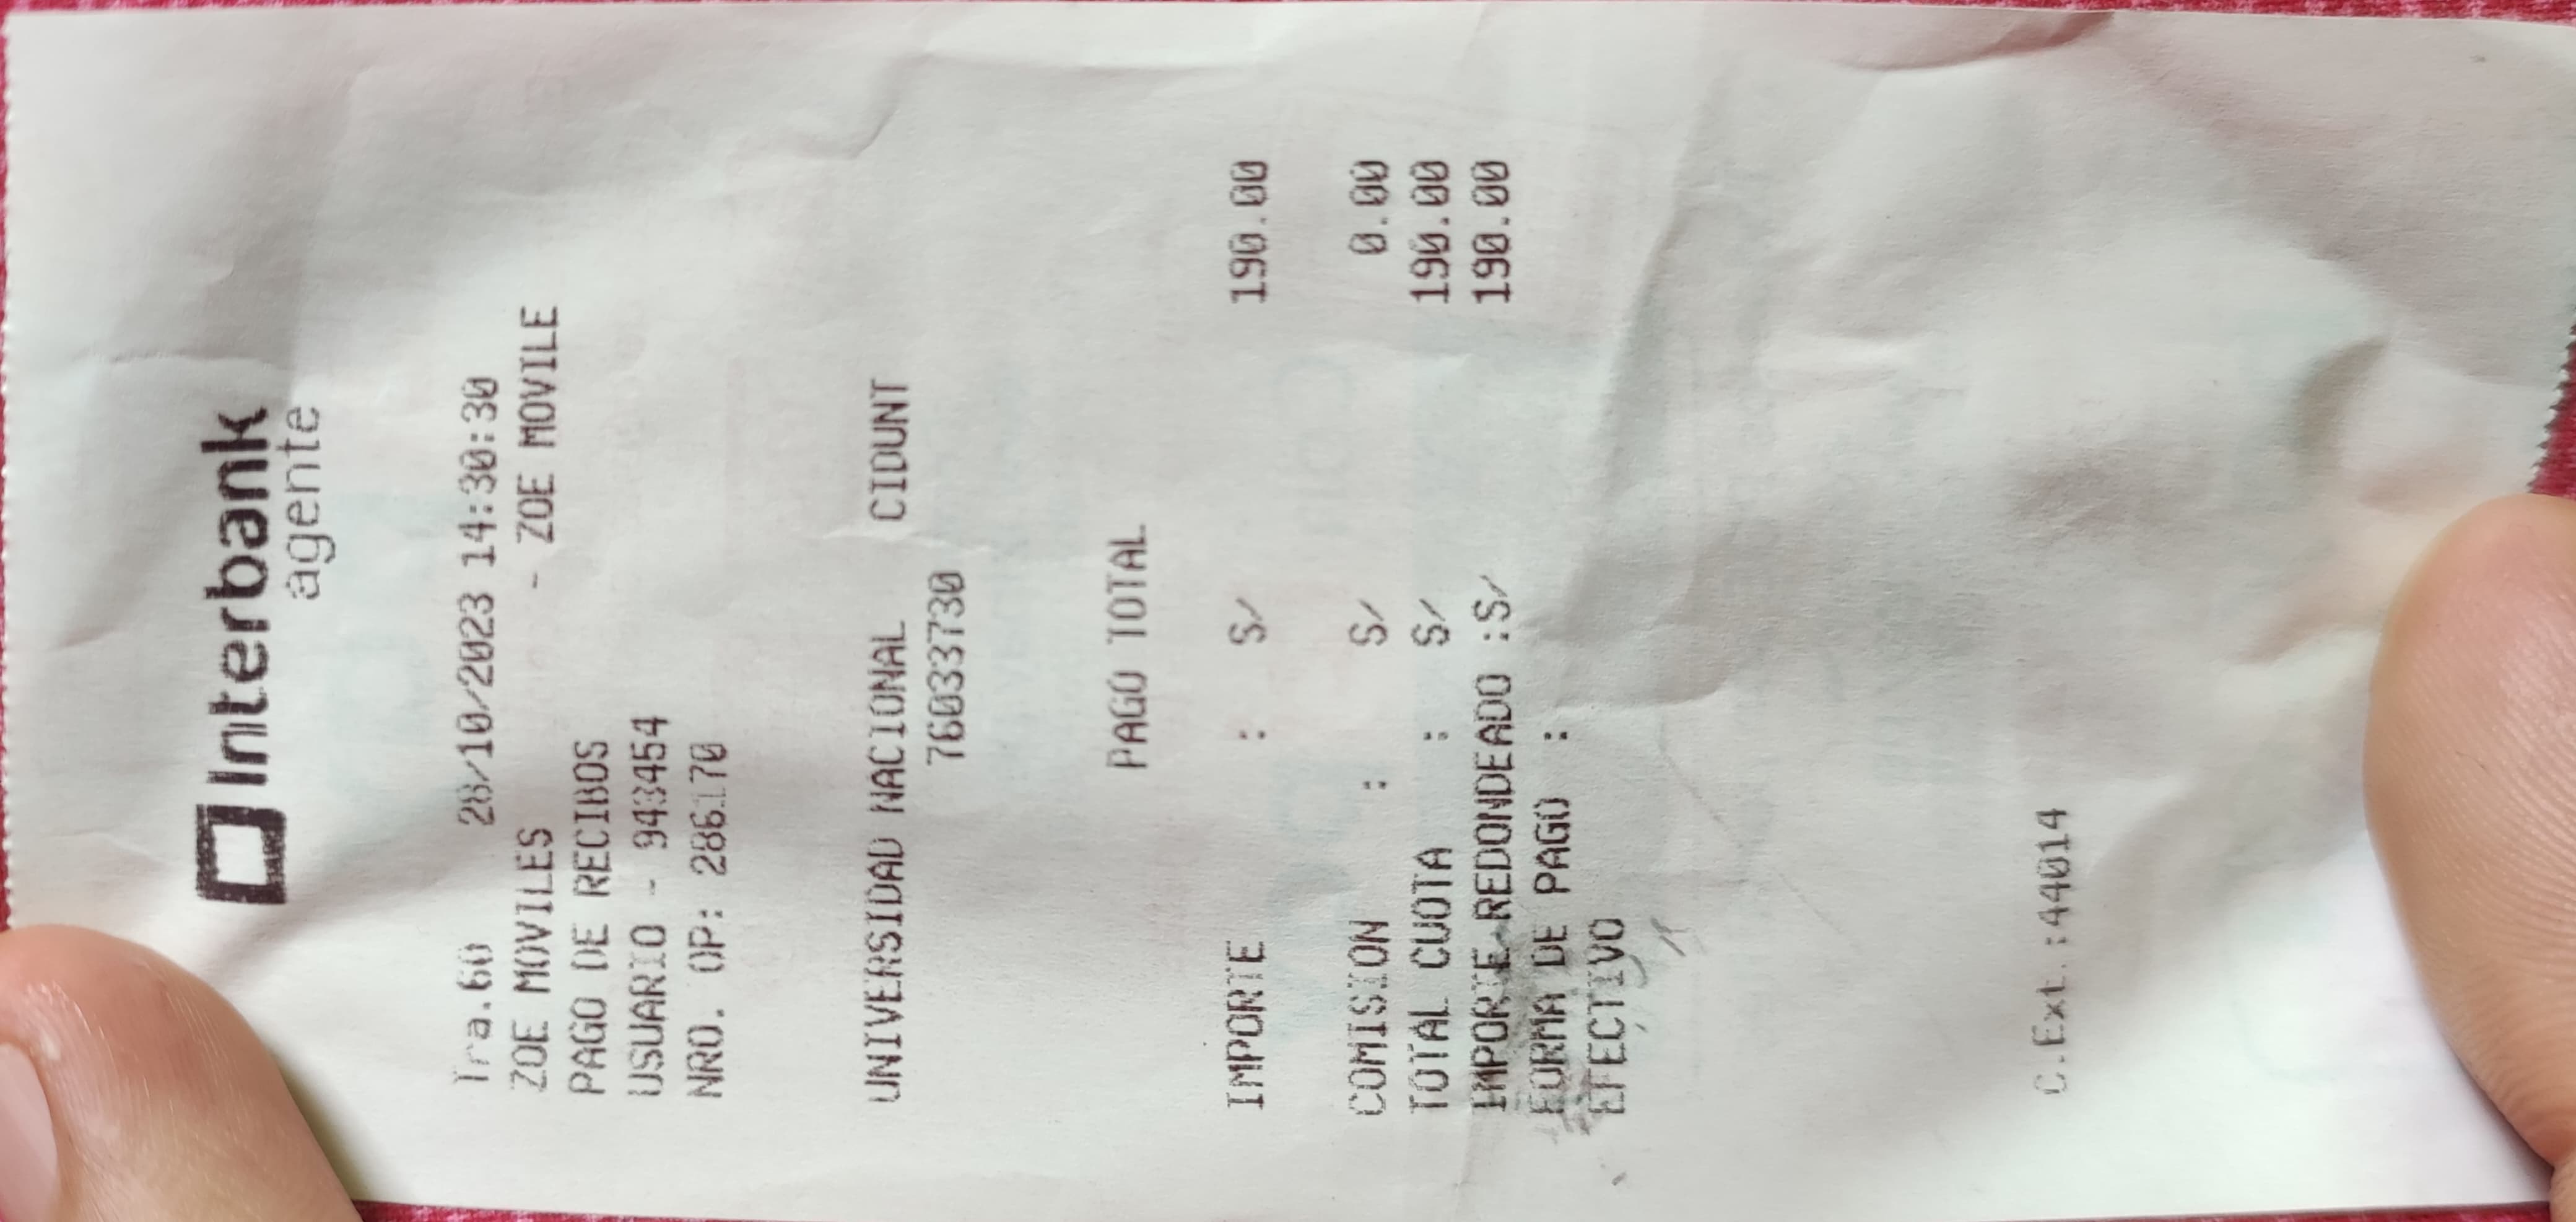 Interbank
agente
Tra.60 28/10/2023 14:30:30
ZOE MOVILES - ZOE MOVILE
PAGO DE RECIBOS
USUARIO - 943454
NRO. OP: 286170
UNIVERSIDAD NACIONAL CIDUNT
760333730
PAGO TOTAL
IMPORTE : S/ 190.00
COMISION : S/ 0.00
TOTAL CUOTA : S/ 190.00
IMPORTE REDONDEADO :S/ 190.00
FORMA DE PAGO :
EFECTIVO
C.Ext.:44014